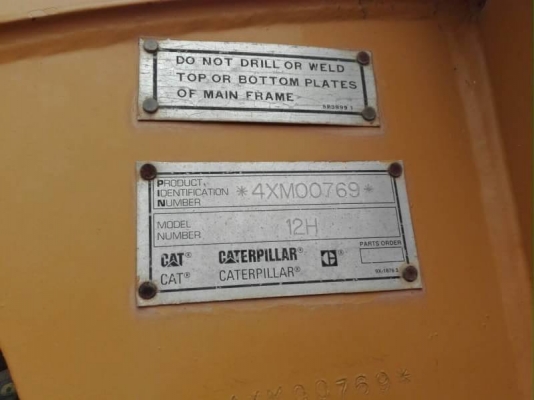 DO NOT DRILL OR WELD
TOP OR BOTTOM PLATES
OF MAIN FRAME
PRODUCT
IDENTIFICATION
NUMBER
*4XM00769*
MODEL
NUMBER
12H
PARTS ORDER
CAT® CATERPILLAR®
CAT® CATERPILLAR®
XM00769*